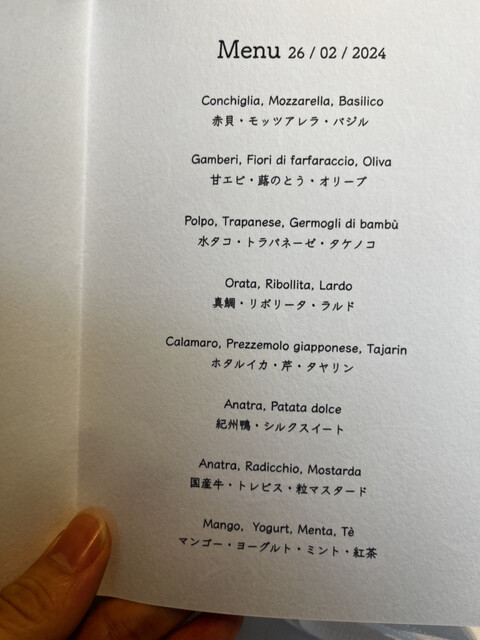 Menu 26 / 02 / 2024
Conchiglia, Mozzarella, Basilico
赤貝・モッツアレラ・バジル
Gamberi, Fiori di farfaraccio, Oliva
甘エビ・蕗のとう・オリーブ
Polpo, Trapanese, Germogli di bambù
水タコ・トラパネーゼ・タケノコ
Orata, Ribollita, Lardo
真鯛・リボリータ・ラルド
Calamaro, Prezzemolo giapponese, Tajarin
ホタルイカ・芹・タヤリン
Anatra, Patata dolce
紀州鴨・シルクスイート
Anatra, Radicchio, Mostarda
国産牛・トレビス・粒マスタード
Mango, Yogurt, Menta, Tè
マンゴー・ヨーグルト・ミント・紅茶